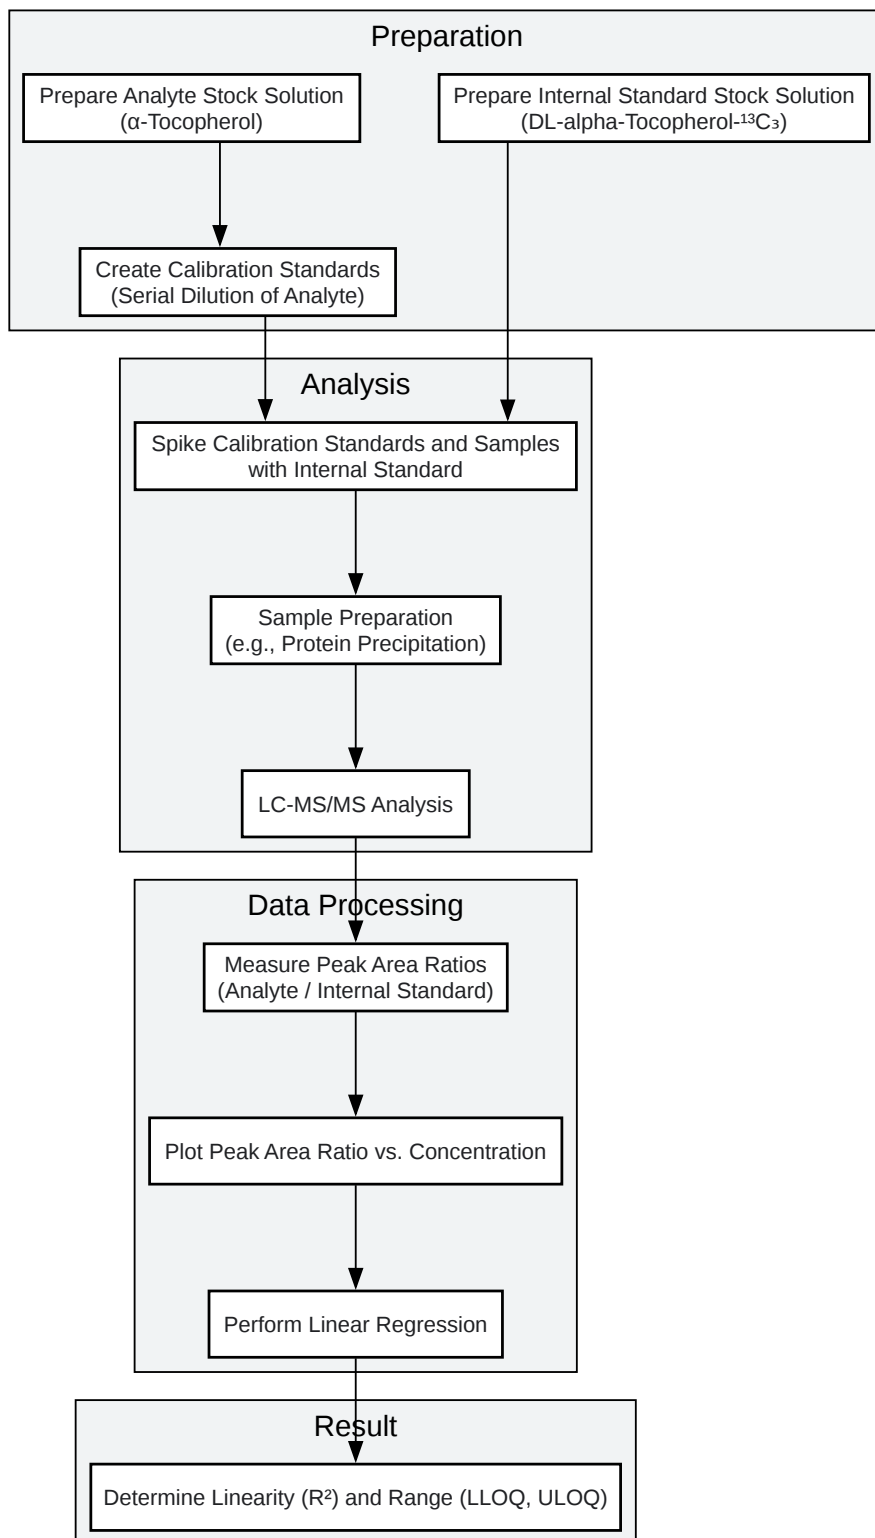 Preparation
Prepare Analyte Stock Solution
(α-Tocopherol)
Prepare Internal Standard Stock Solution
(DL-alpha-Tocopherol-¹³C₃)
Create Calibration Standards
(Serial Dilution of Analyte)
Analysis
Spike Calibration Standards and Samples
with Internal Standard
Sample Preparation
(e.g., Protein Precipitation)
LC-MS/MS Analysis
Data Processing
Measure Peak Area Ratios
(Analyte / Internal Standard)
Plot Peak Area Ratio vs. Concentration
Perform Linear Regression
Result
Determine Linearity (R²) and Range (LLOQ, ULOQ)